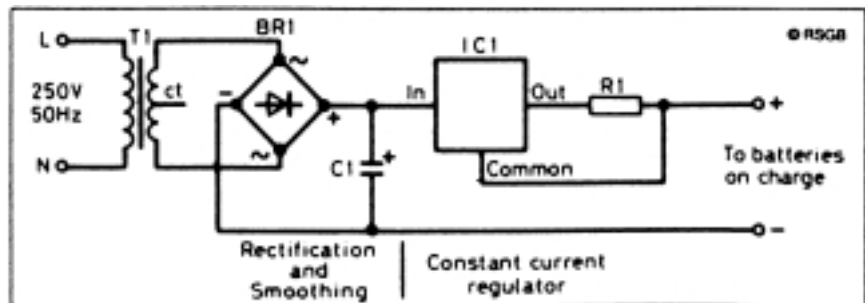 L
T1
BR1
IC1
© RSGB
250V
50Hz
ct
~
-
+
In
Out
R1
+
N
~
C1
+
Common
To batteries
on charge
-
Rectification
and
Smoothing
Constant current
regulator